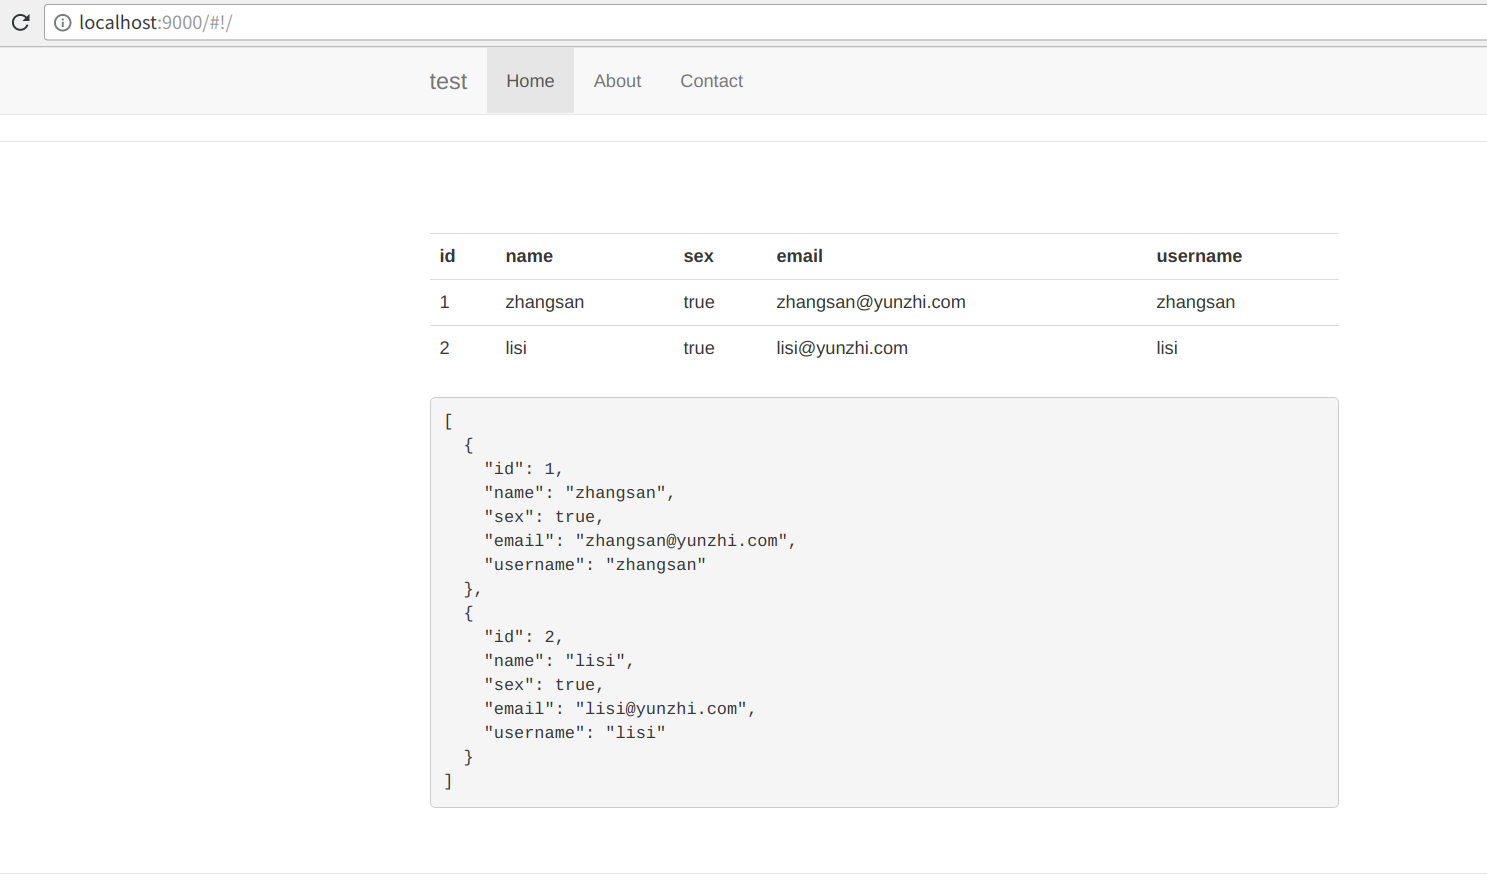 localhost:9000/#!/
test Home About Contact
id name sex email username
1 zhangsan true zhangsan@yunzhi.com zhangsan
2 lisi true lisi@yunzhi.com lisi
[
  {
    "id": 1,
    "name": "zhangsan",
    "sex": true,
    "email": "zhangsan@yunzhi.com",
    "username": "zhangsan"
  },
  {
    "id": 2,
    "name": "lisi",
    "sex": true,
    "email": "lisi@yunzhi.com",
    "username": "lisi"
  }
]